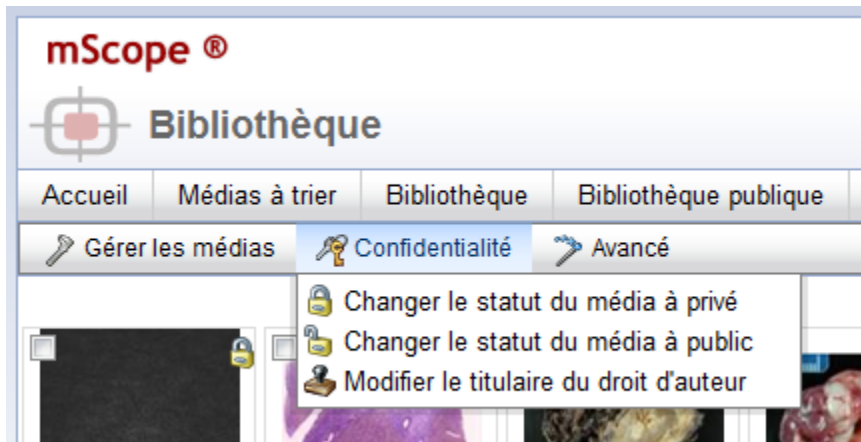 mScope ®
Bibliothèque
Accueil Médias à trier Bibliothèque Bibliothèque publique
Gérer les médias Confidentialité Avancé
Changer le statut du média à privé
Changer le statut du média à public
Modifier le titulaire du droit d'auteur